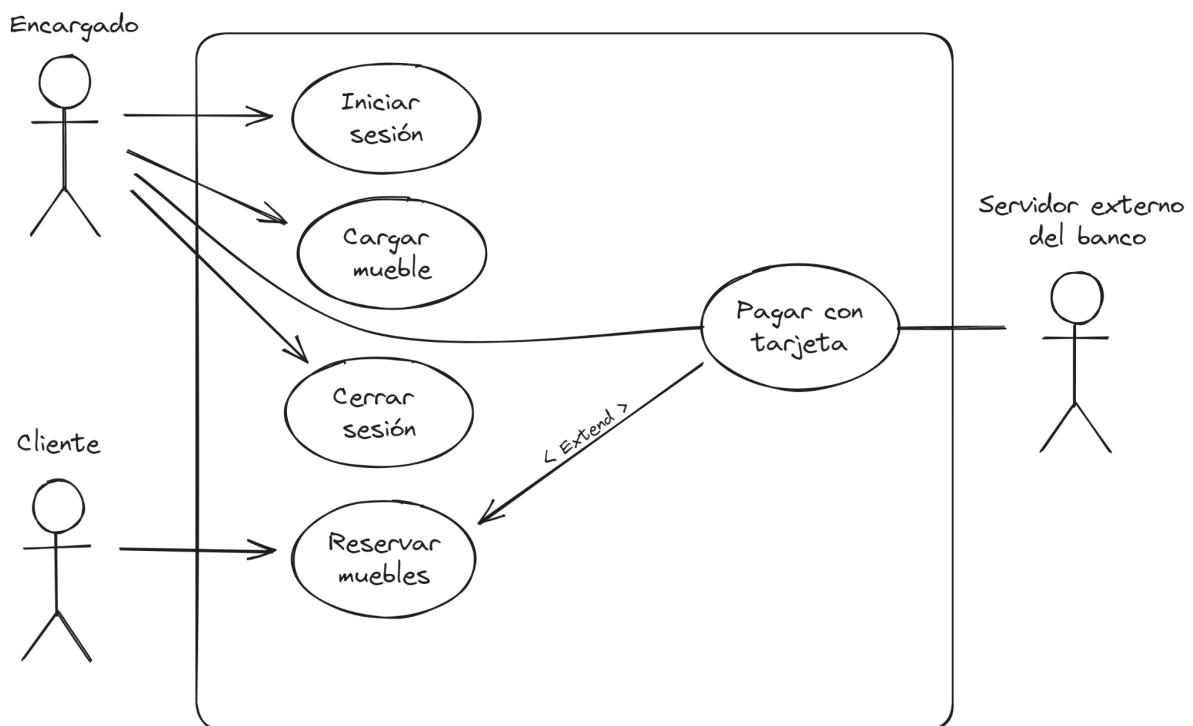 Encargado
Iniciar
sesión
Cargar
mueble
Servidor externo
del banco
Pagar con
tarjeta
Cerrar
sesión
< Extend >
Cliente
Reservar
muebles